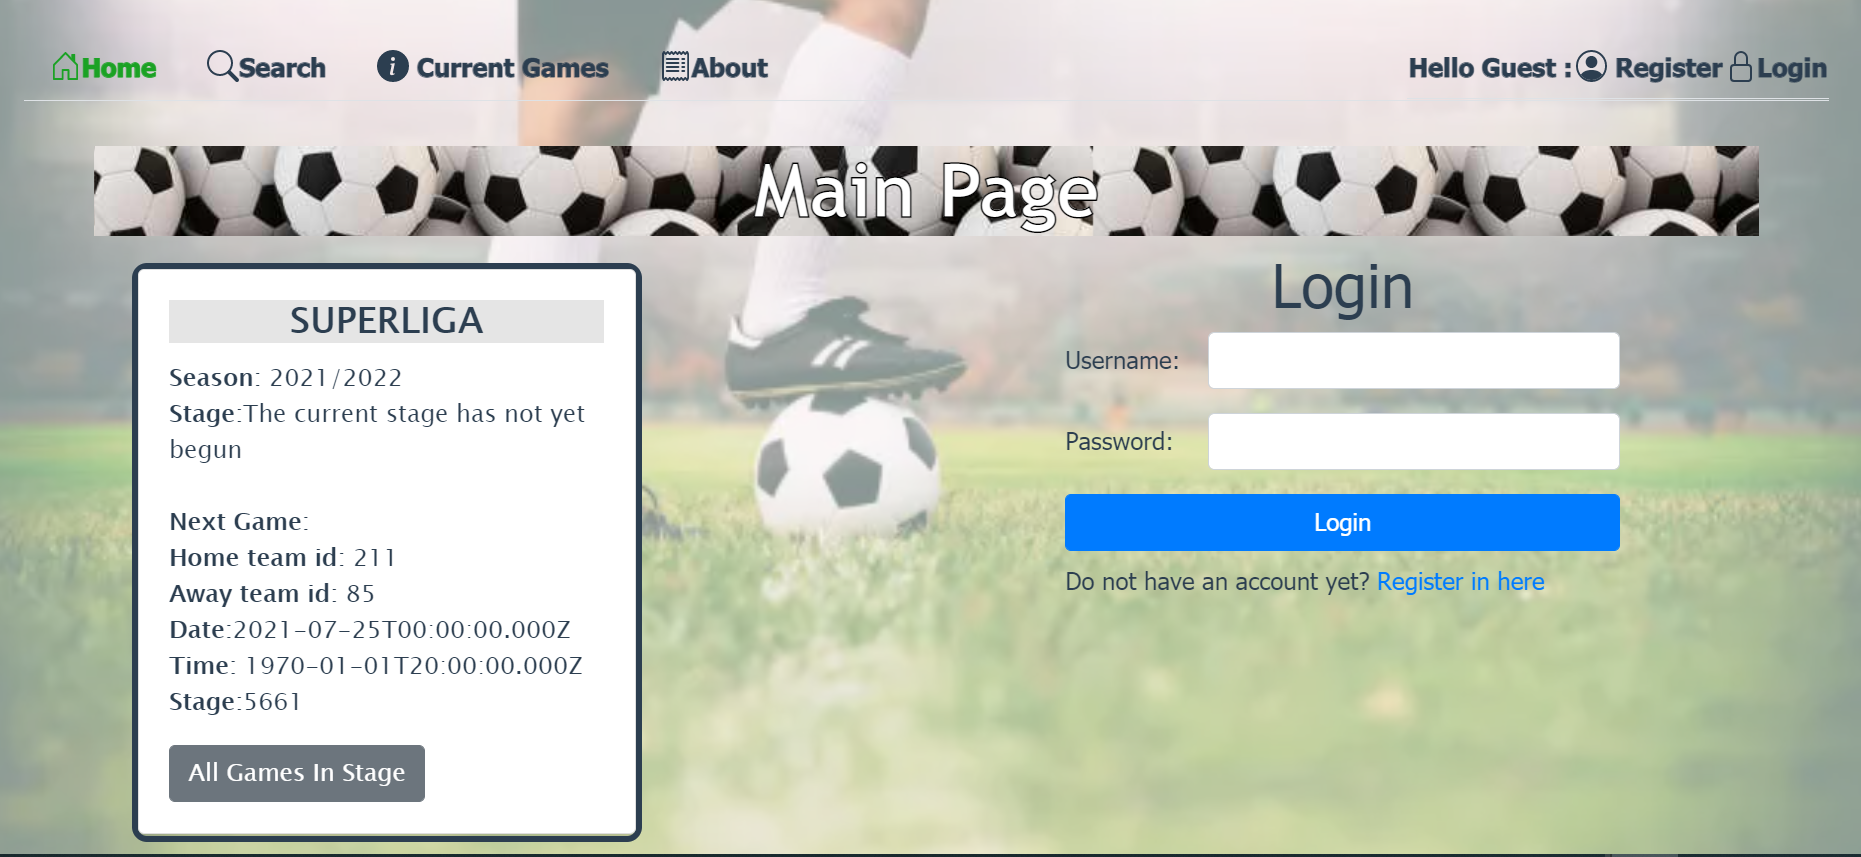 Home Search Current Games About Hello Guest : Register Login
Main Page
SUPERLIGA
Season: 2021/2022
Stage:The current stage has not yet
begun
Next Game:
Home team id: 211
Away team id: 85
Date:2021-07-25T00:00:00.000Z
Time: 1970-01-01T20:00:00.000Z
Stage:5661
All Games In Stage
Login
Username:
Password:
Login
Do not have an account yet? Register in here